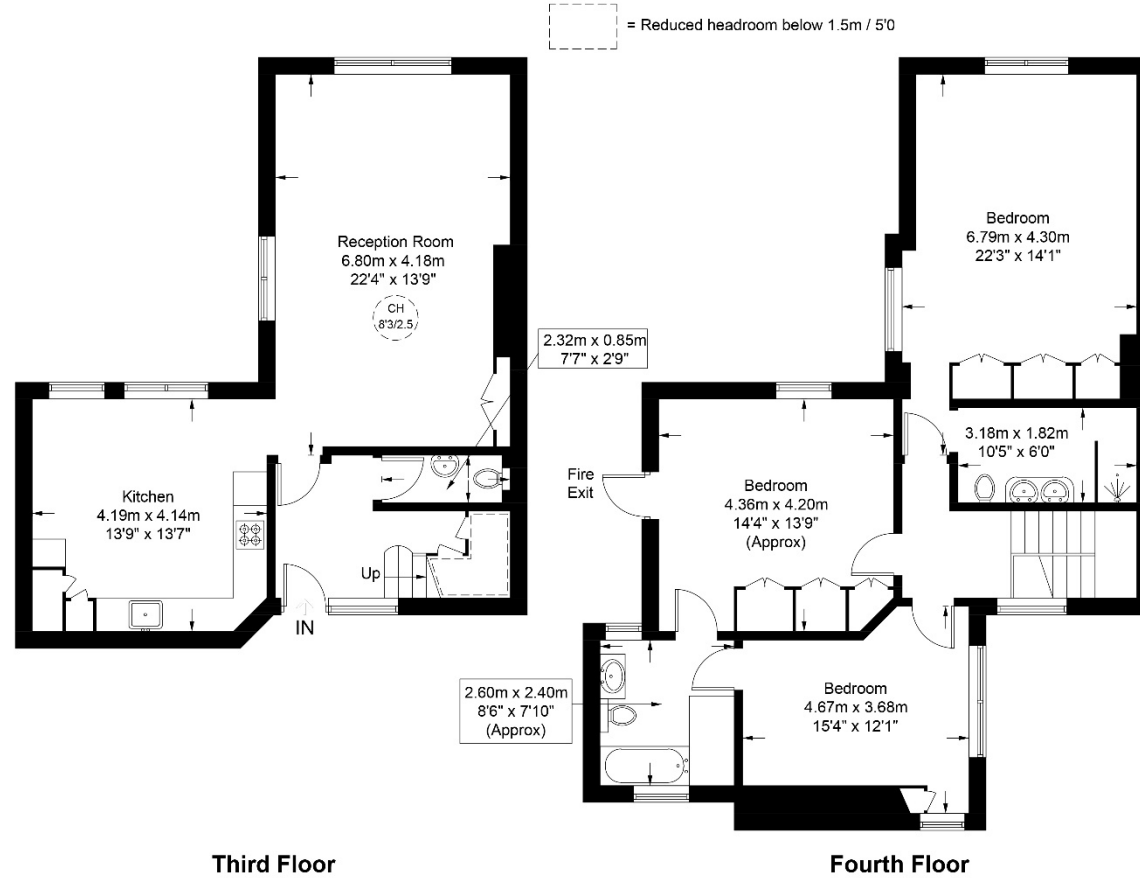 = Reduced headroom below 1.5m / 5'0
Reception Room
6.80m x 4.18m
22'4" x 13'9"
CH
8'3/2.5
2.32m x 0.85m
7'7" x 2'9"
Kitchen
4.19m x 4.14m
13'9" x 13'7"
Up
IN
Third Floor
Bedroom
6.79m x 4.30m
22'3" x 14'1"
3.18m x 1.82m
10'5" x 6'0"
Fire
Exit
Bedroom
4.36m x 4.20m
14'4" x 13'9"
(Approx)
2.60m x 2.40m
8'6" x 7'10"
(Approx)
Bedroom
4.67m x 3.68m
15'4" x 12'1"
Fourth Floor